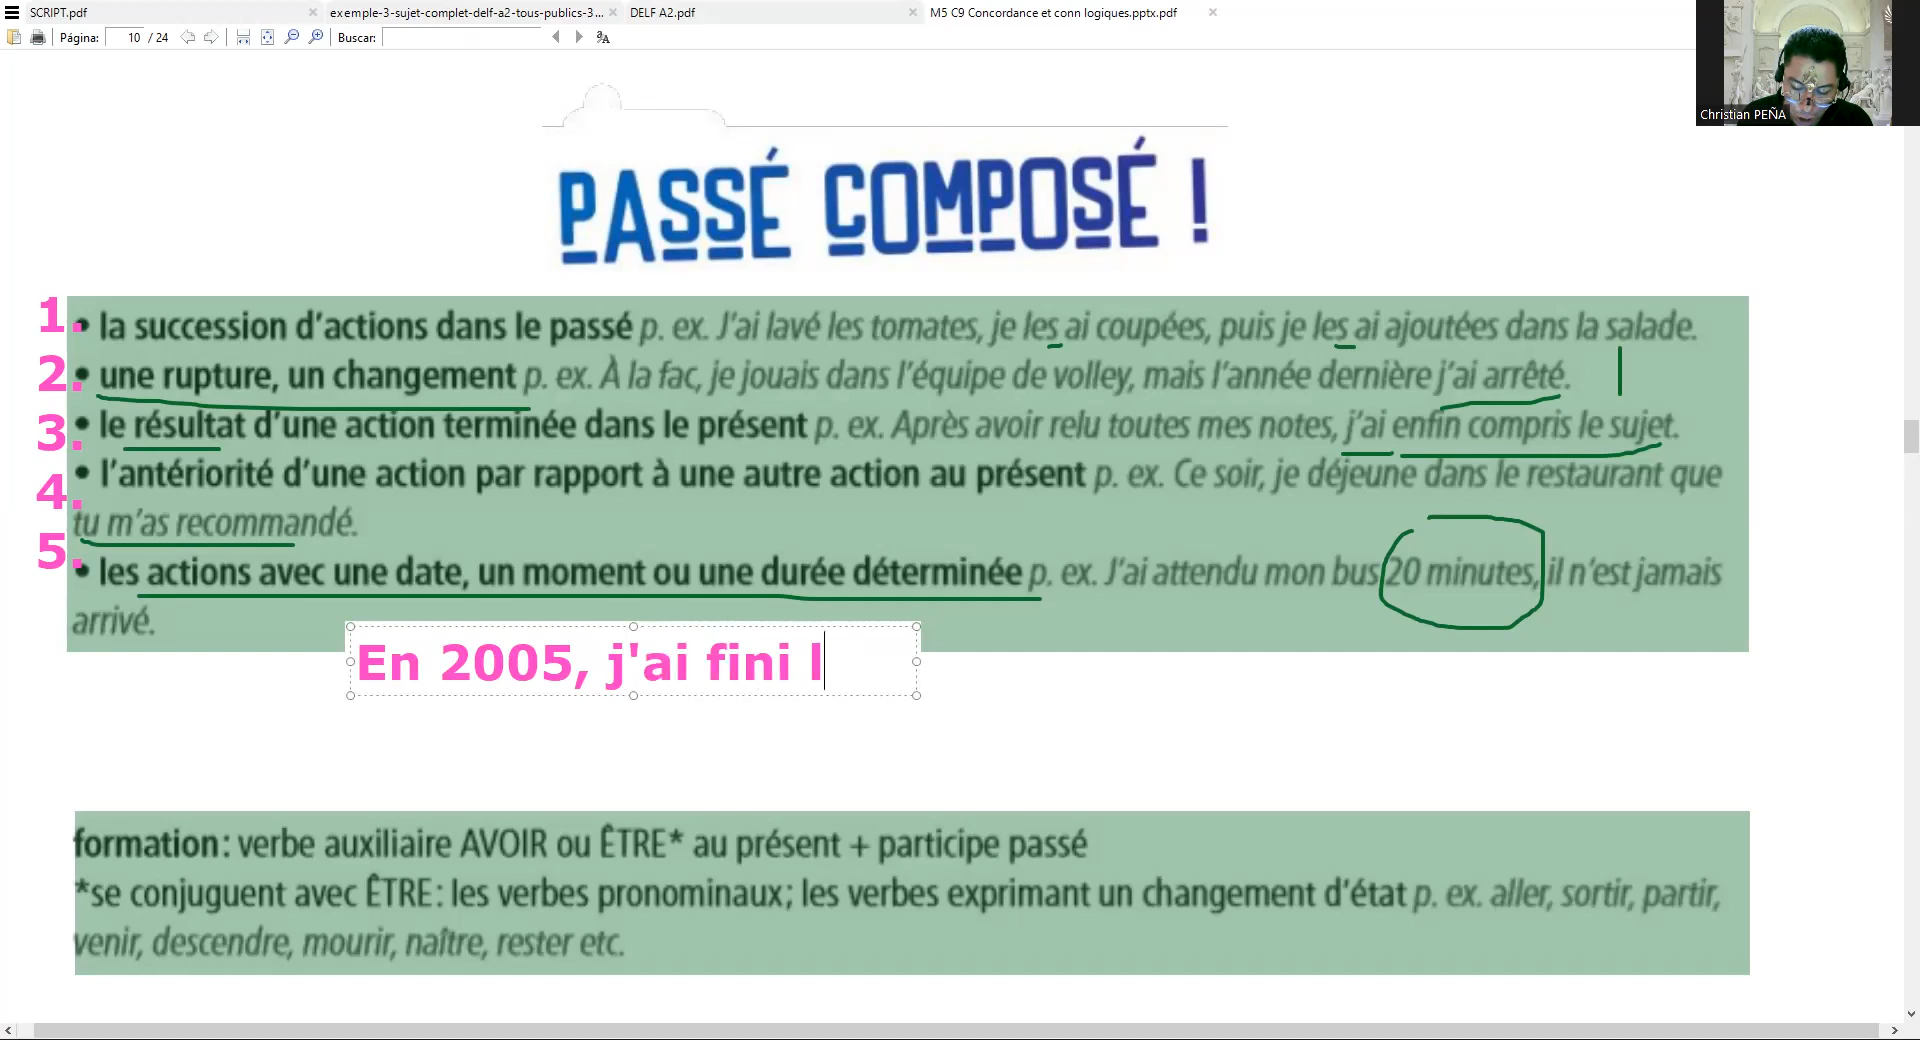 SCRIPT.pdf
exemple-3-sujet-complet-delf-a2-tous-publics-3...
DELF A2.pdf
M5 C9 Concordance et conn logiques.pptx.pdf
Página: 10 / 24 Buscar:
Christian PEÑA
PASSÉ COMPOSÉ !
1. • la succession d'actions dans le passé p. ex. J'ai lavé les tomates, je les ai coupées, puis je les ai ajoutées dans la salade.
2. • une rupture, un changement p. ex. À la fac, je jouais dans l'équipe de volley, mais l'année dernière j'ai arrêté.
3. • le résultat d'une action terminée dans le présent p. ex. Après avoir relu toutes mes notes, j'ai enfin compris le sujet.
4. • l'antériorité d'une action par rapport à une autre action au présent p. ex. Ce soir, je déjeune dans le restaurant que
tu m'as recommandé.
5. • les actions avec une date, un moment ou une durée déterminée p. ex. J'ai attendu mon bus 20 minutes, il n'est jamais
arrivé.
En 2005, j'ai fini l
formation : verbe auxiliaire AVOIR ou ÊTRE* au présent + participe passé
*se conjuguent avec ÊTRE : les verbes pronominaux ; les verbes exprimant un changement d'état p. ex. aller, sortir, partir,
venir, descendre, mourir, naître, rester etc.